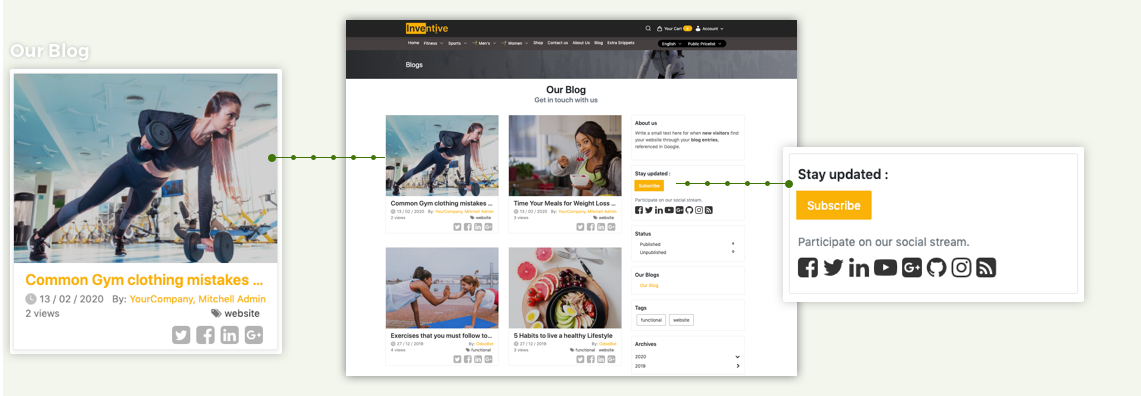 Our Blog
Common Gym clothing mistakes ...
13 / 02 / 2020 By: YourCompany, Mitchell Admin
2 views website
Inventive
Your Cart Account
Home Fitness Sports Men's Women Shop Contact us About Us Blog Extra Snippets
English Public Pricelist
Blogs
Our Blog
Get in touch with us
Common Gym clothing mistakes ...
13 / 02 / 2020 By: YourCompany, Mitchell Admin
2 views website
Time Your Meals for Weight Loss ...
13 / 02 / 2020 By: YourCompany, Mitchell Admin
3 views website
Exercises that you must follow to...
27 / 12 / 2019 By: OdooBot
4 views functional
5 Habits to live a healthy Lifestyle
27 / 12 / 2019 By: OdooBot
3 views functional website
About us
Write a small text here for when new visitors find
your website through your blog entries,
referenced in Google.
Stay updated :
Subscribe
Participate on our social stream.
Status
Published
Unpublished
Our Blogs
Our Blog
Tags
functional website
Archives
2020
2019
Stay updated :
Subscribe
Participate on our social stream.